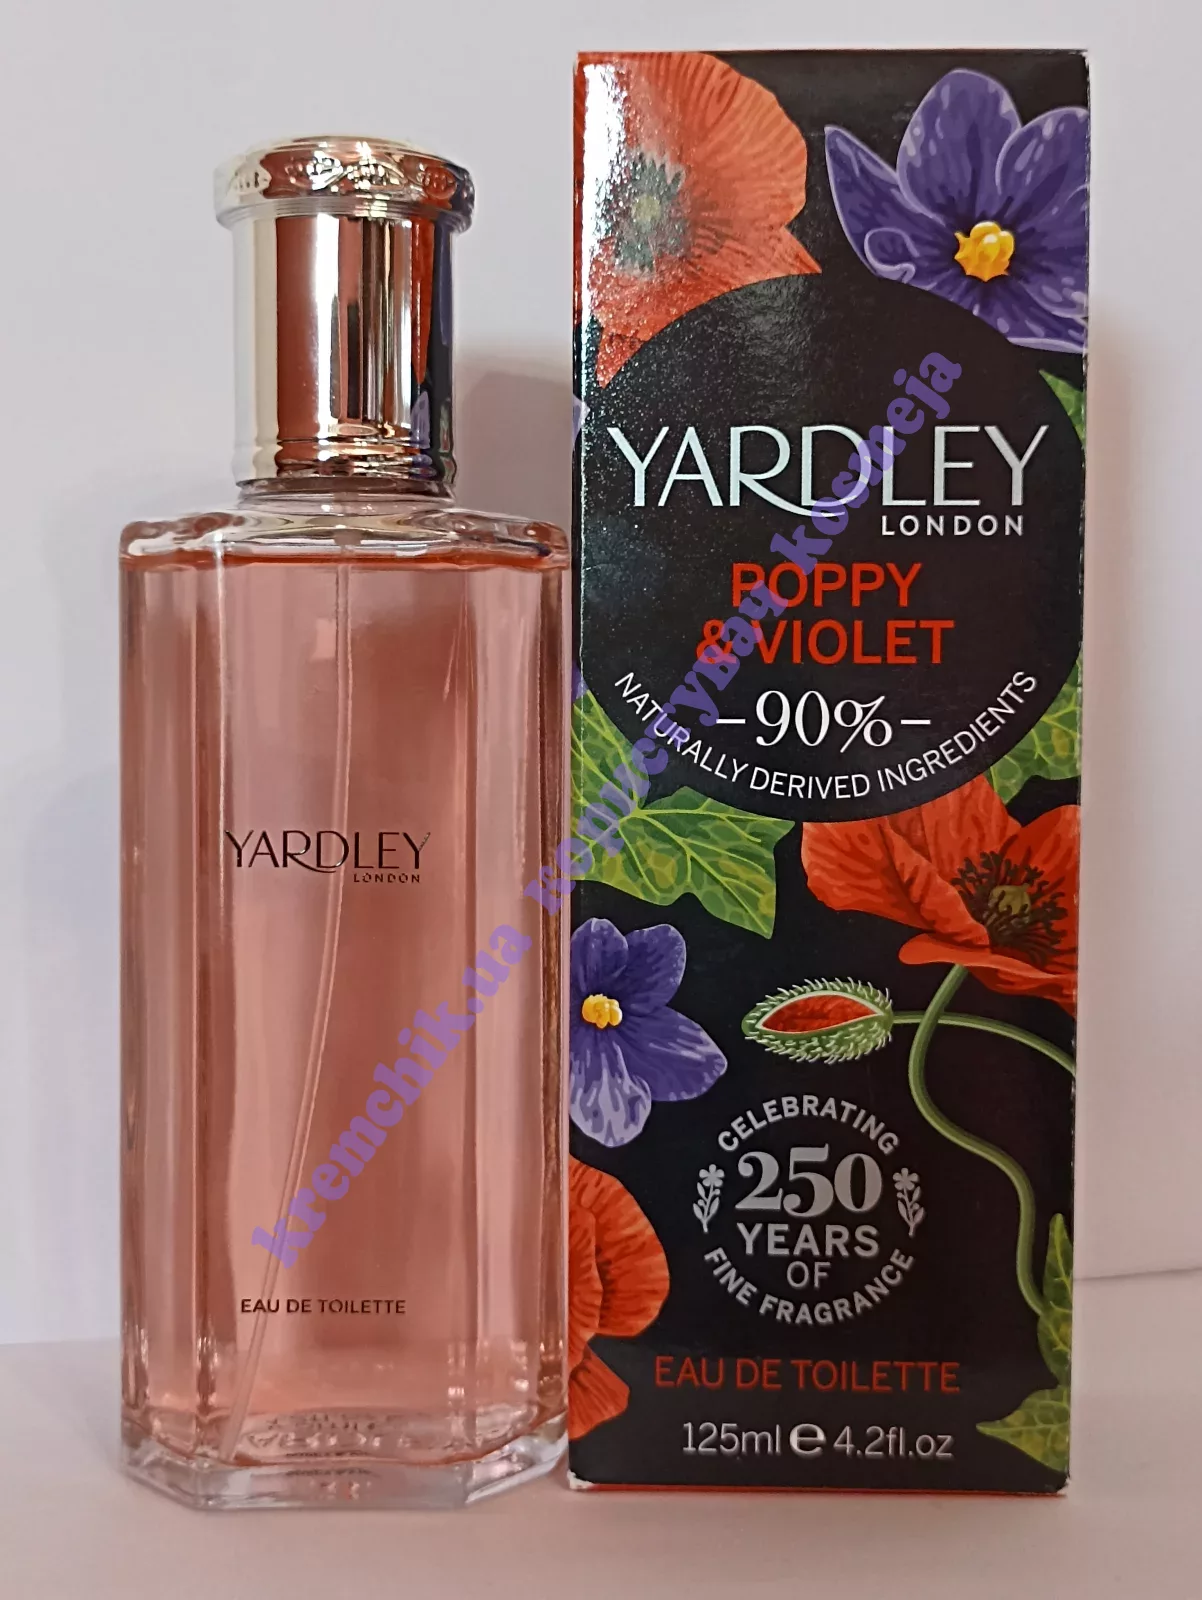 YARDLEY
LONDON
EAU DE TOILETTE
YARDLEY
LONDON
POPPY
& VIOLET
-90%-
NATURALLY DERIVED INGREDIENTS
CELEBRATING
250
YEARS
OF
FINE FRAGRANCE
EAU DE TOILETTE
125ml e 4.2fl.oz
kremchik.ua
kosmeja